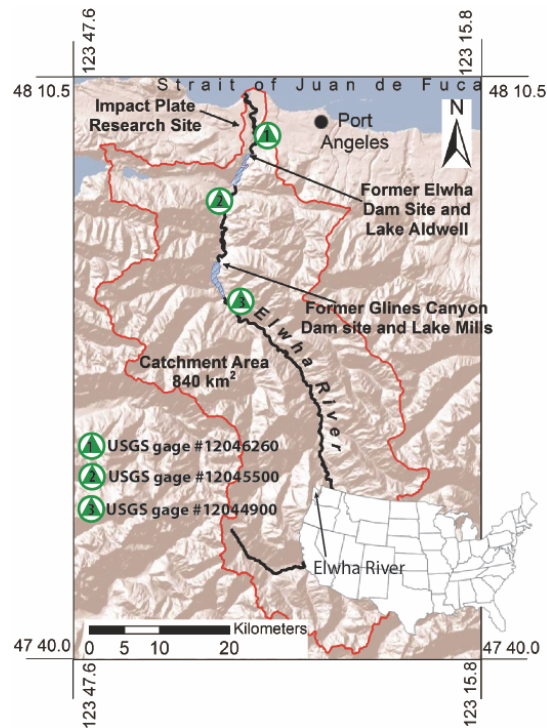 123 47.6
123 15.8
48 10.5
48 10.5
Strait of Juan de Fuca
Impact Plate
Research Site
N
1
Port
Angeles
Former Elwha
Dam Site and
Lake Aldwell
2
3
Former Glines Canyon
Dam site and Lake Mills
Elwha River
Catchment Area
840 km²
1 USGS gage #12046260
2 USGS gage #12045500
3 USGS gage #12044900
Elwha River
Kilometers
0 5 10 20
47 40.0
47 40.0
123 47.6
123 15.8